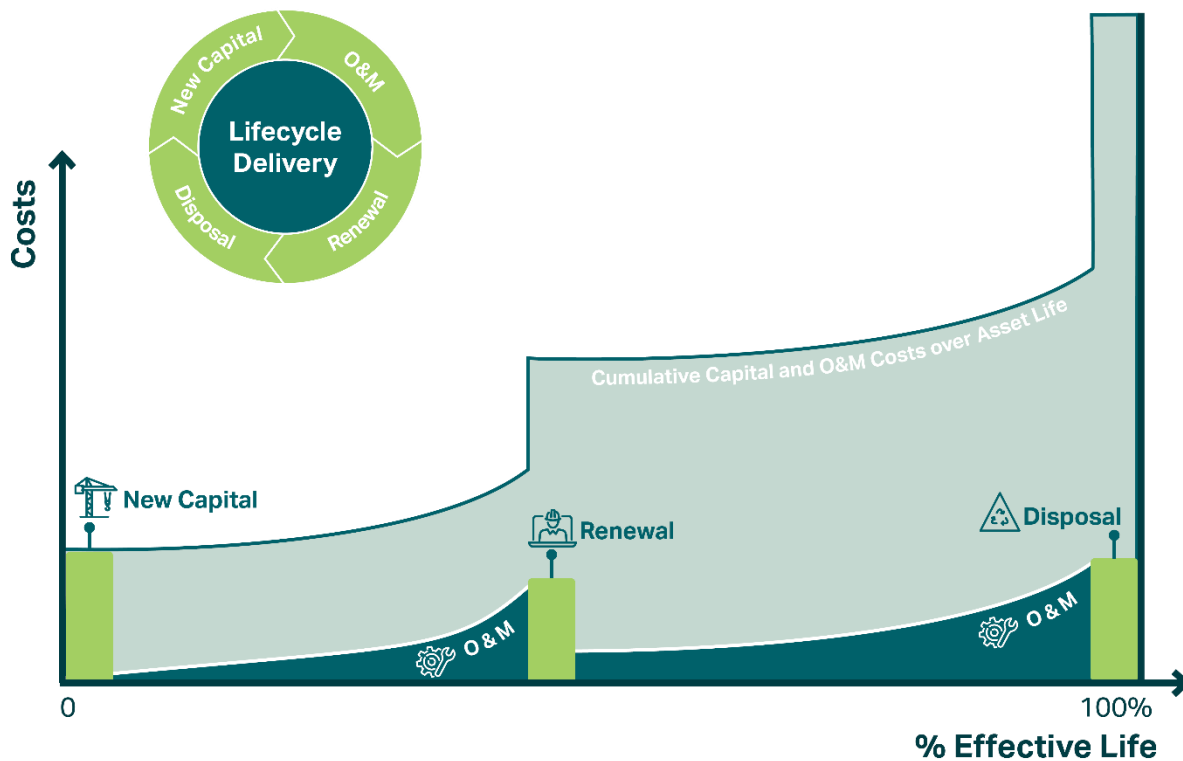 New Capital
O&M
Lifecycle
Delivery
Disposal
Renewal
Costs
Cumulative Capital and O&M Costs over Asset Life
New Capital
Renewal
Disposal
O & M
O & M
0
100%
% Effective Life